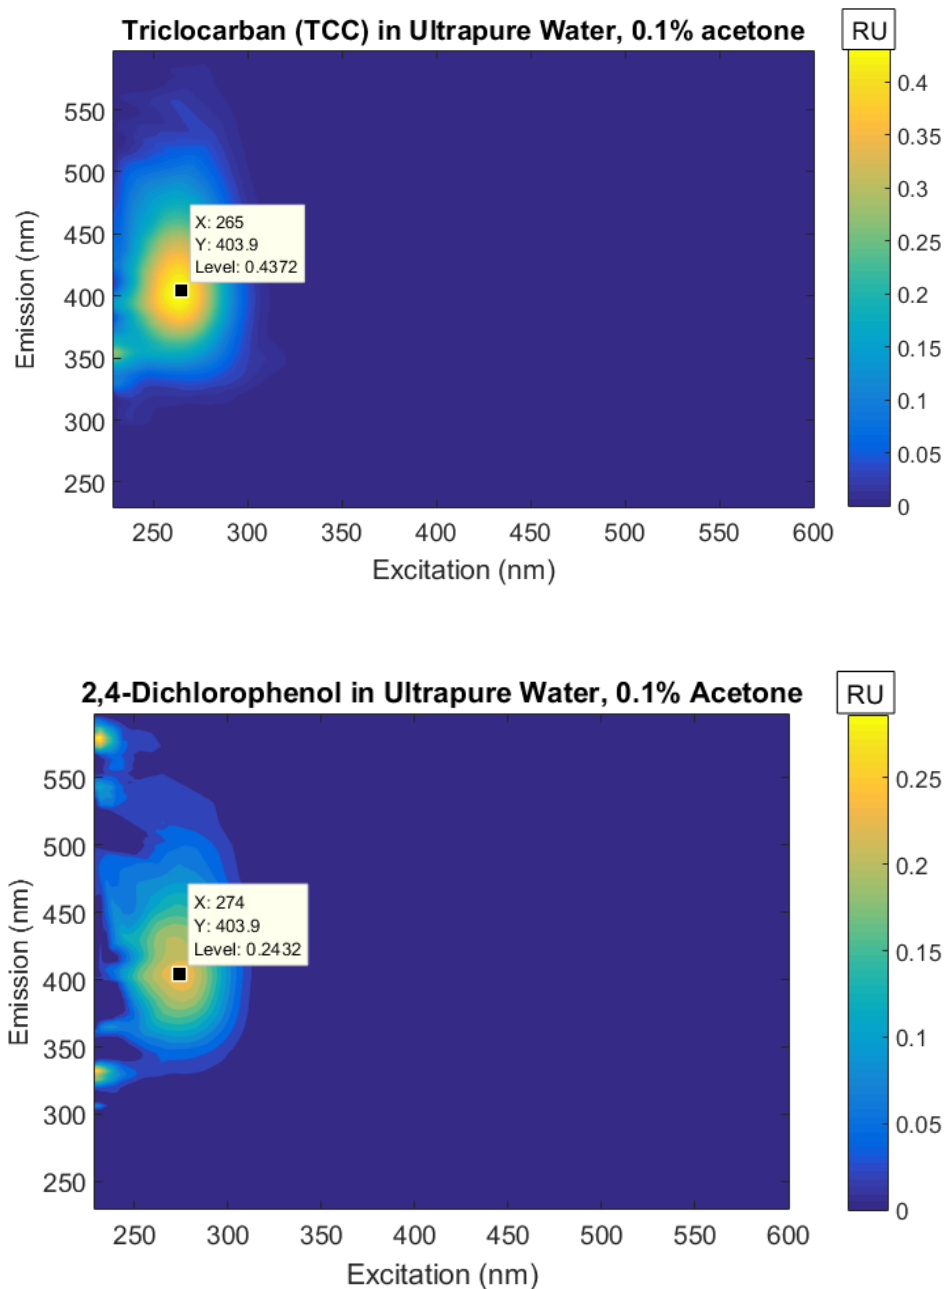 Triclocarban (TCC) in Ultrapure Water, 0.1% acetone
RU
550
500
450
400
350
300
250
Emission (nm)
X: 265
Y: 403.9
Level: 0.4372
0.4
0.35
0.3
0.25
0.2
0.15
0.1
0.05
0
250 300 350 400 450 500 550 600
Excitation (nm)
2,4-Dichlorophenol in Ultrapure Water, 0.1% Acetone
RU
550
500
450
400
350
300
250
Emission (nm)
X: 274
Y: 403.9
Level: 0.2432
0.25
0.2
0.15
0.1
0.05
0
250 300 350 400 450 500 550 600
Excitation (nm)